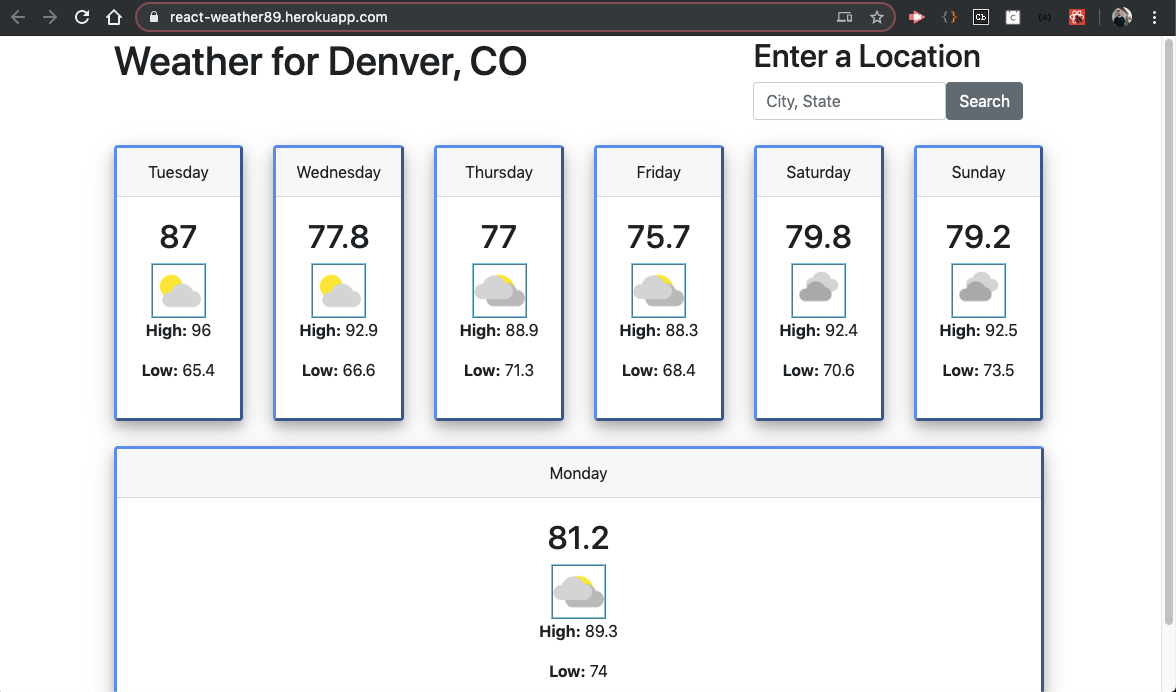 react-weather89.herokuapp.com
Weather for Denver, CO
Enter a Location
City, State
Search
Tuesday
87
High: 96
Low: 65.4
Wednesday
77.8
High: 92.9
Low: 66.6
Thursday
77
High: 88.9
Low: 71.3
Friday
75.7
High: 88.3
Low: 68.4
Saturday
79.8
High: 92.4
Low: 70.6
Sunday
79.2
High: 92.5
Low: 73.5
Monday
81.2
High: 89.3
Low: 74